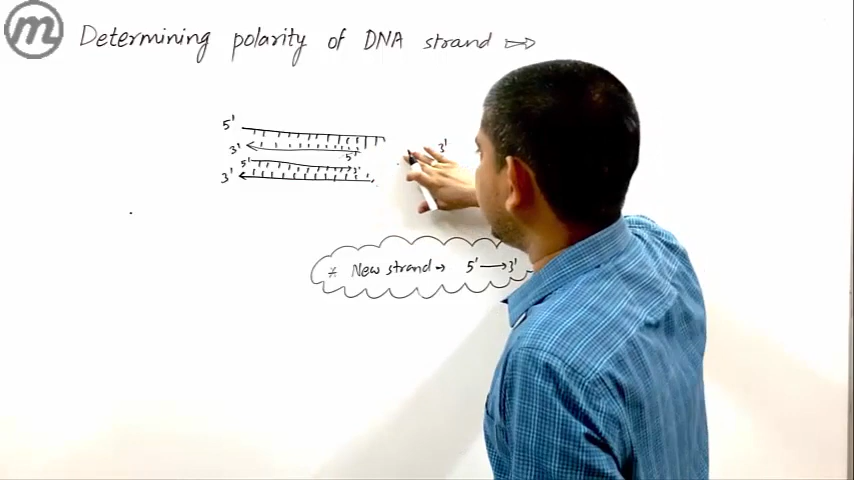 m
Determining polarity of DNA strand ⇒
5'
3'
3'
5'
5'
3'
3'
* New strand → 5' → 3'